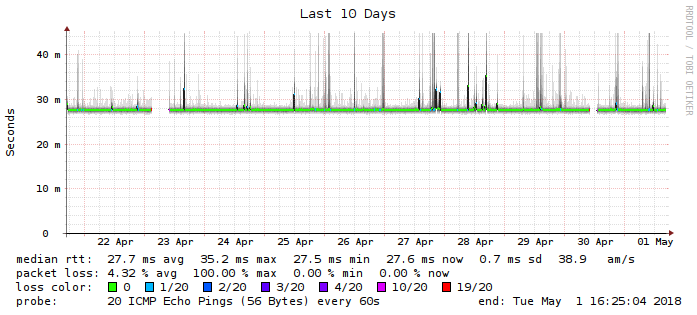 Last 10 Days
RRDTOOL / TOBI OETIKER
Seconds
40 m
30 m
20 m
10 m
0
22 Apr 23 Apr 24 Apr 25 Apr 26 Apr 27 Apr 28 Apr 29 Apr 30 Apr 01 May
median rtt: 27.7 ms avg 35.2 ms max 27.5 ms min 27.6 ms now 0.7 ms sd 38.9 am/s
packet loss: 4.32 % avg 100.00 % max 0.00 % min 0.00 % now
loss color: 0 1/20 2/20 3/20 4/20 10/20 19/20
probe: 20 ICMP Echo Pings (56 Bytes) every 60s end: Tue May 1 16:25:04 2018